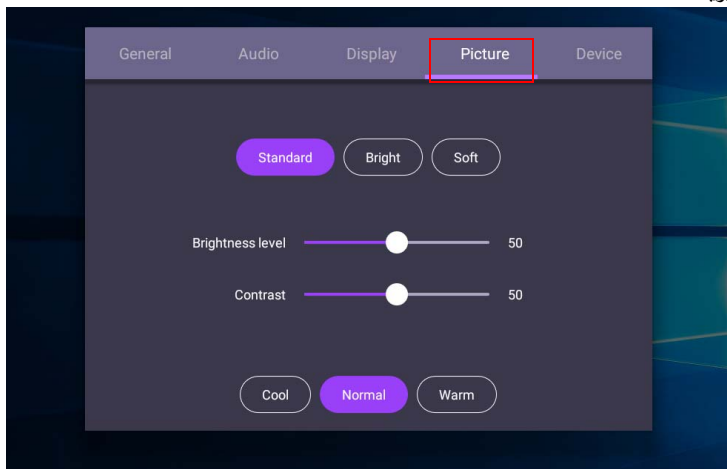 General Audio Display Picture Device
Standard Bright Soft
Brightness level 50
Contrast 50
Cool Normal Warm